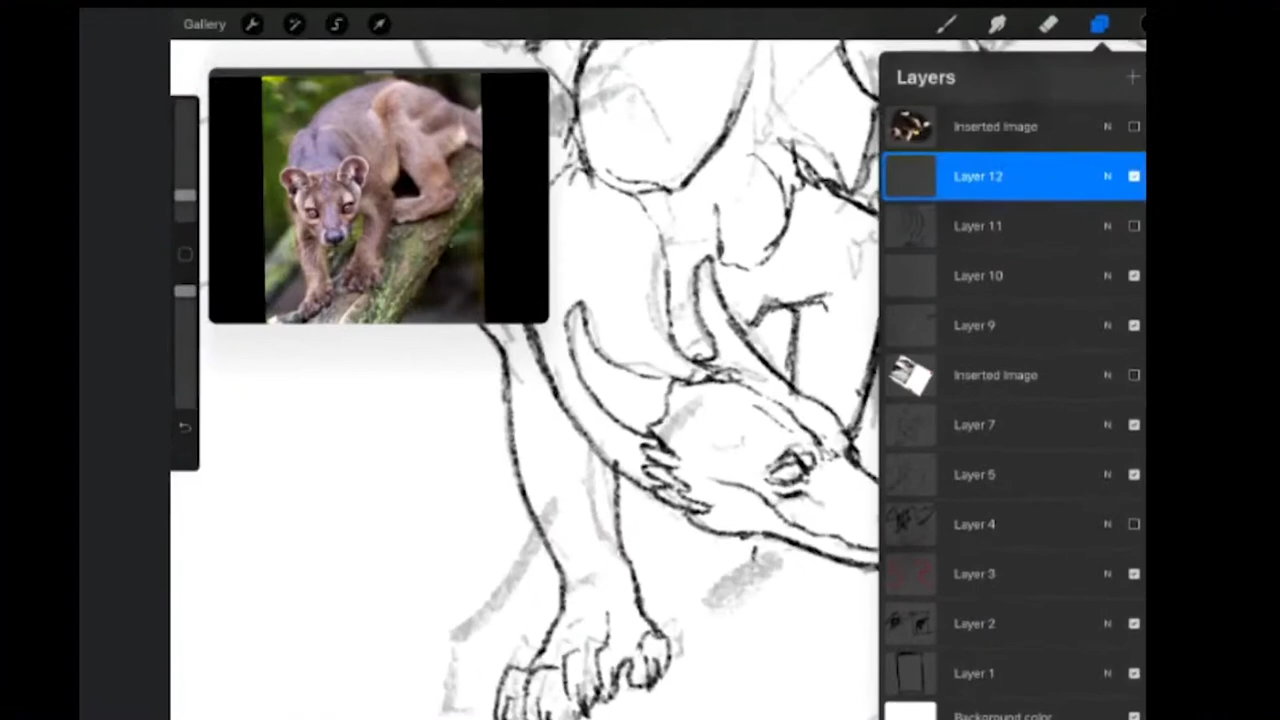 Gallery
Layers
Inserted Image N
Layer 12 N
Layer 11 N
Layer 10 N
Layer 9 N
Inserted Image N
Layer 7 N
Layer 5 N
Layer 4 N
Layer 3 N
Layer 2 N
Layer 1 N
Background color